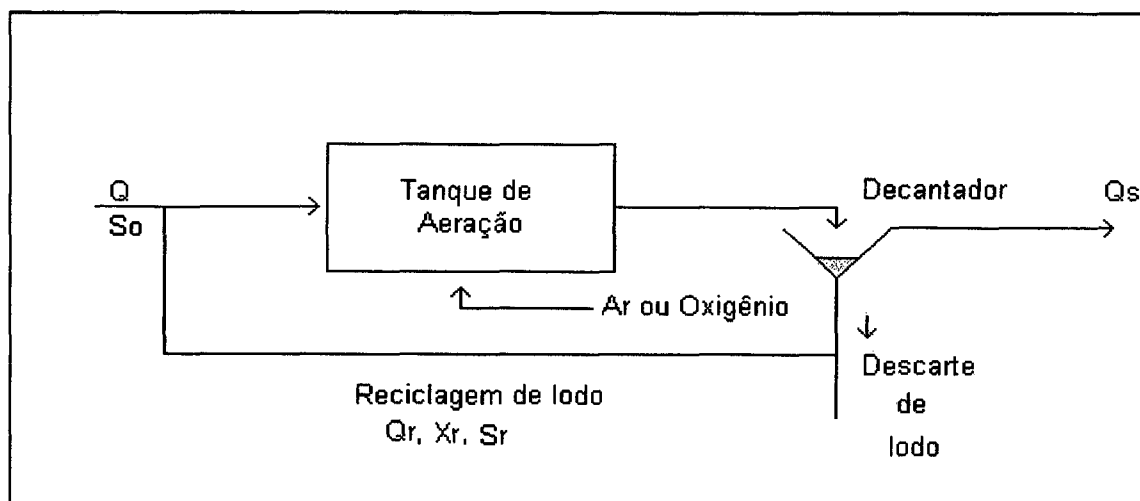 Q
So
Tanque de
Aeração
Decantador
Qs
Ar ou Oxigênio
Reciclagem de lodo
Qr, Xr, Sr
Descarte
de
lodo